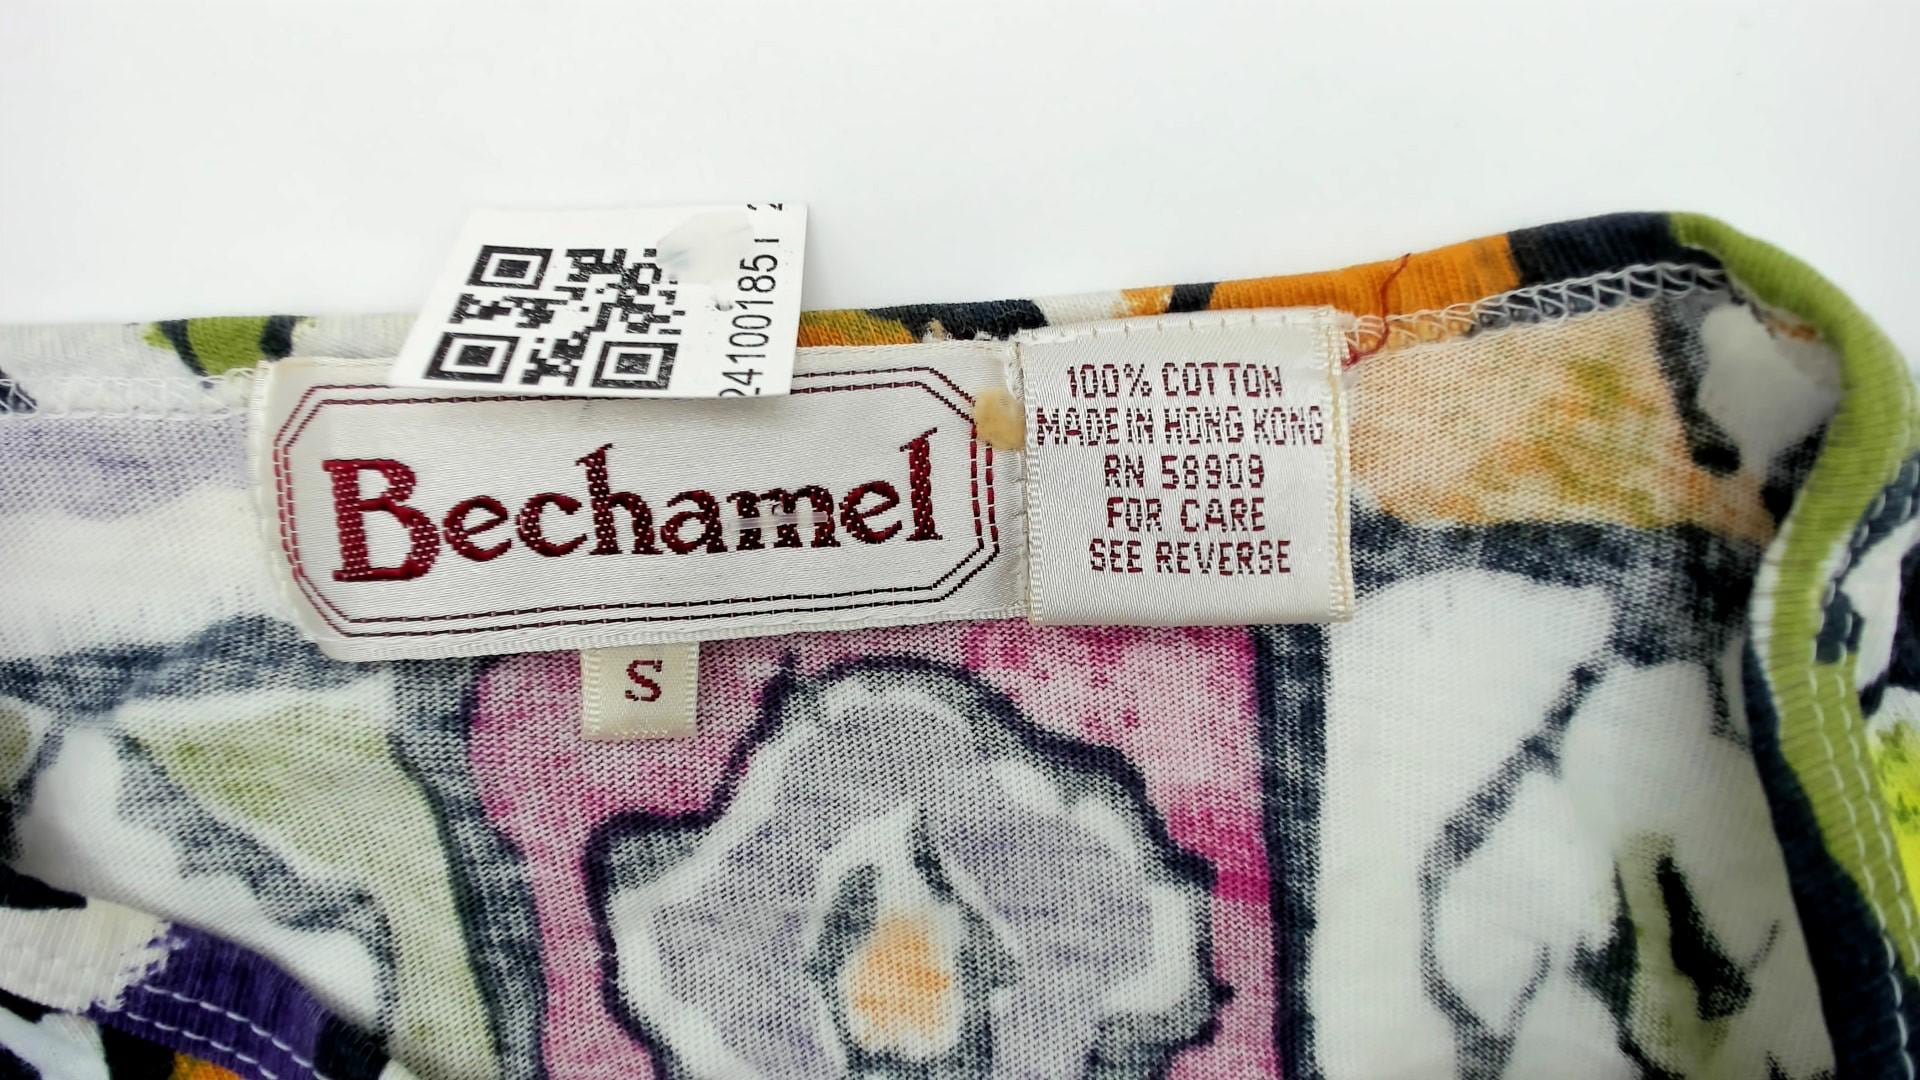 Bechamel
S
100% COTTON
MADE IN HONG KONG
RN 58909
FOR CARE
SEE REVERSE